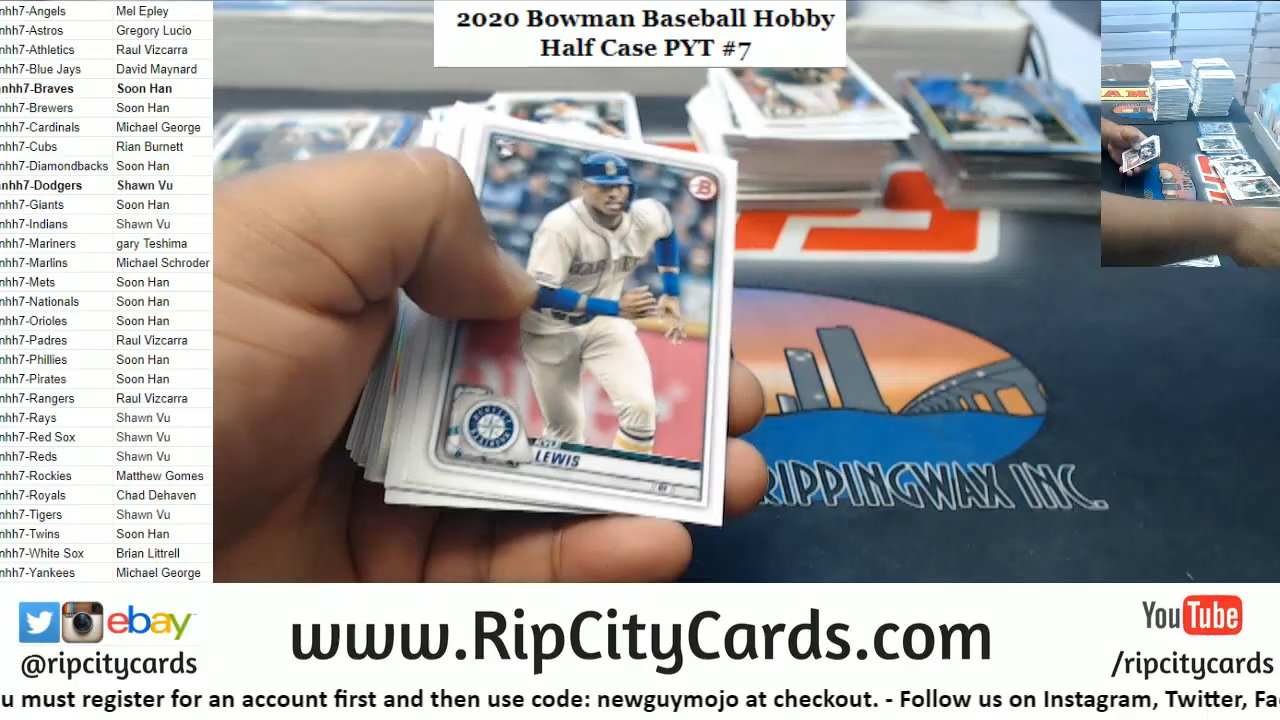 2020 Bowman Baseball Hobby
Half Case PYT #7
nhh7-Angels Mel Epley
nhh7-Astros Gregory Lucio
nhh7-Athletics Raul Vizcarra
nhh7-Blue Jays David Maynard
nhh7-Braves Soon Han
nhh7-Brewers Soon Han
nhh7-Cardinals Michael George
nhh7-Cubs Rian Burnett
nhh7-Diamondbacks Soon Han
nhh7-Dodgers Shawn Vu
nhh7-Giants Soon Han
nhh7-Indians Shawn Vu
nhh7-Mariners gary Teshima
nhh7-Marlins Michael Schroder
nhh7-Mets Soon Han
nhh7-Nationals Soon Han
nhh7-Orioles Soon Han
nhh7-Padres Raul Vizcarra
nhh7-Phillies Soon Han
nhh7-Pirates Soon Han
nhh7-Rangers Raul Vizcarra
nhh7-Rays Shawn Vu
nhh7-Red Sox Shawn Vu
nhh7-Reds Shawn Vu
nhh7-Rockies Matthew Gomes
nhh7-Royals Chad Dehaven
nhh7-Tigers Shawn Vu
nhh7-Twins Soon Han
nhh7-White Sox Brian Littrell
nhh7-Yankees Michael George
B
LEWIS
RIPPINGWAX INC.
ebay
@ripcitycards
www.RipCityCards.com
YouTube
/ripcitycards
u must register for an account first and then use code: newguymojo at checkout. - Follow us on Instagram, Twitter, Fa